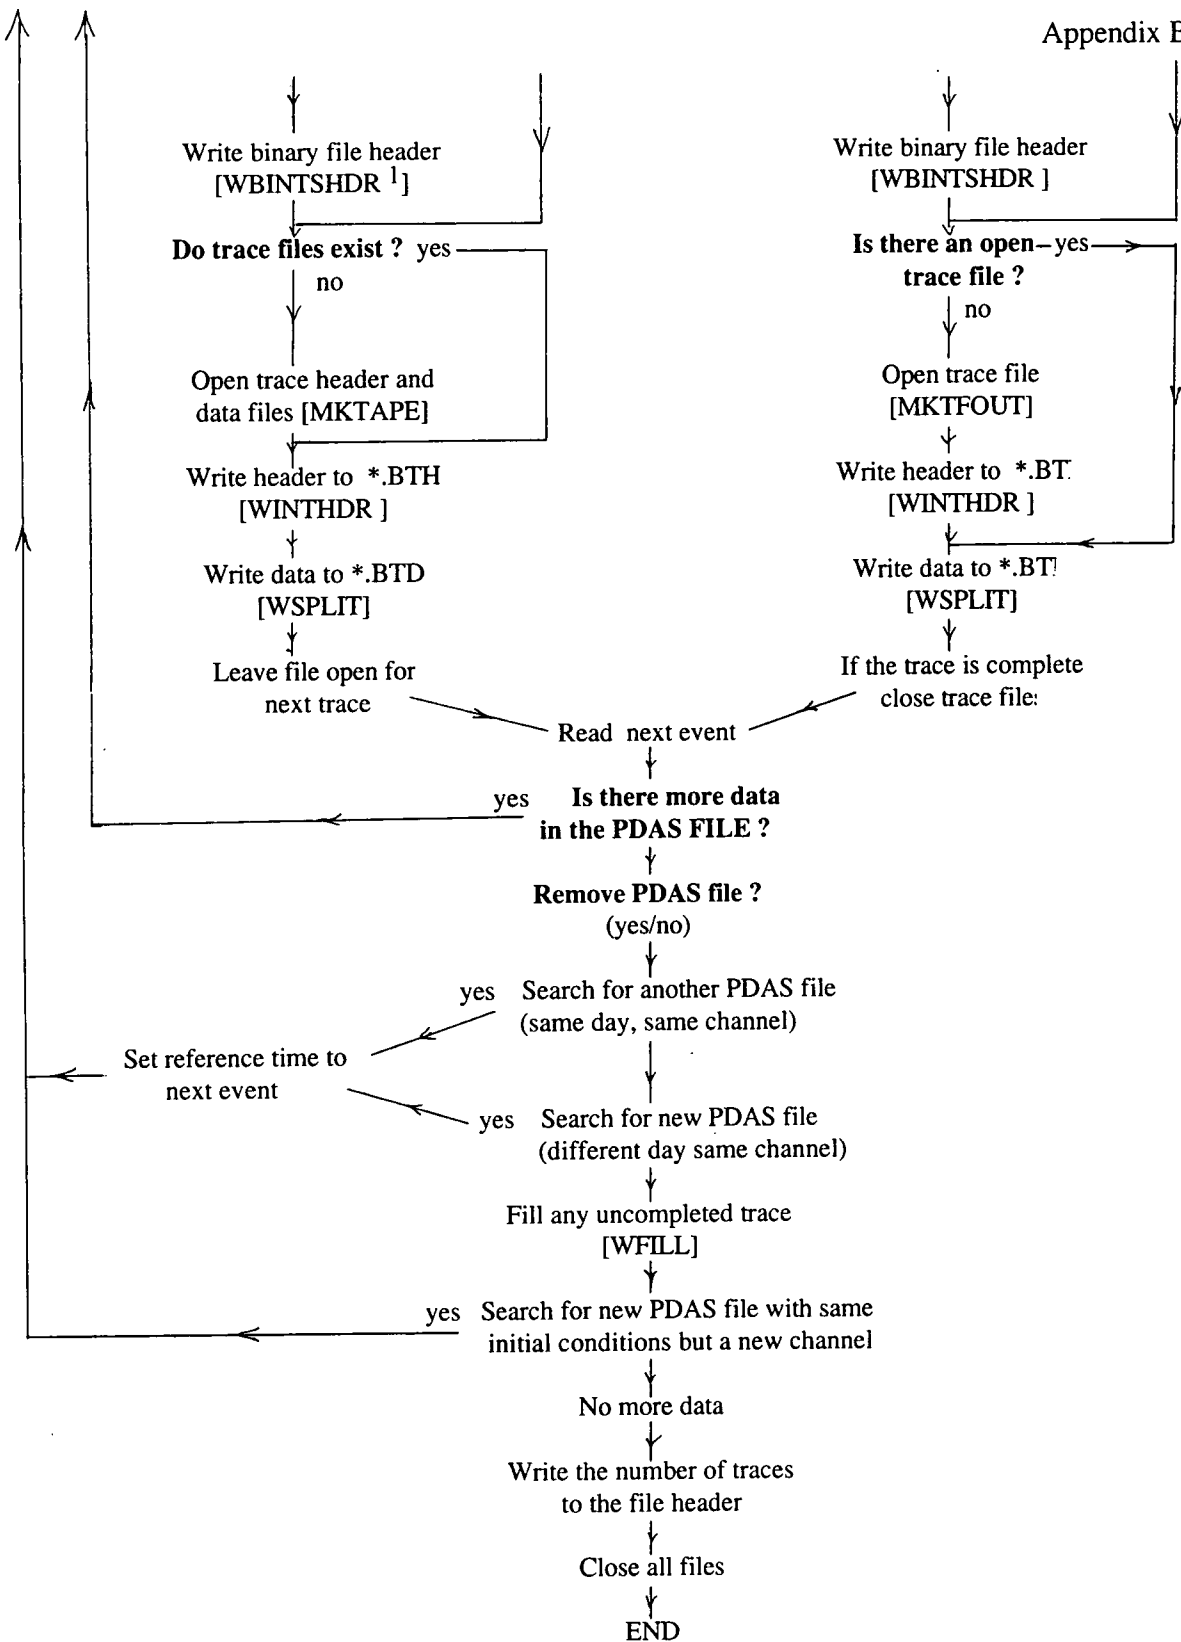 Appendix
Write binary file header
[WBINTSHDR 1]
Do trace files exist ? yes
no
Open trace header and
data files [MKTAPE]
Write header to *.BTH
[WINTHDR ]
Write data to *.BTD
[WSPLIT]
Leave file open for
next trace
Write binary file header
[WBINTSHDR ]
Is there an open yes
trace file ?
no
Open trace file
[MKTFOUT]
Write header to *.BT
[WINTHDR ]
Write data to *.BT
[WSPLIT]
If the trace is complete
close trace file
Read next event
yes Is there more data
in the PDAS FILE ?
Remove PDAS file ?
(yes/no)
yes Search for another PDAS file
(same day, same channel)
Set reference time to
next event
yes Search for new PDAS file
(different day same channel)
Fill any uncompleted trace
[WFILL]
yes Search for new PDAS file with same
initial conditions but a new channel
No more data
Write the number of traces
to the file header
Close all files
END